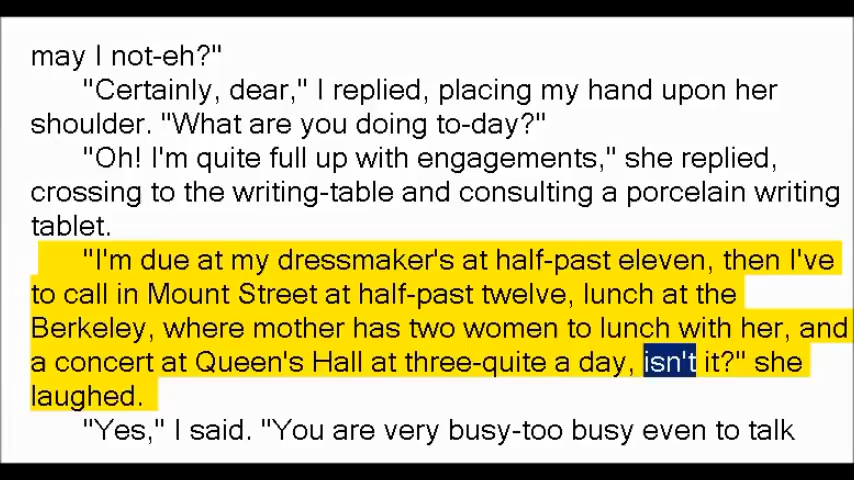 may I not-eh?"
"Certainly, dear," I replied, placing my hand upon her
shoulder. "What are you doing to-day?"
"Oh! I'm quite full up with engagements," she replied,
crossing to the writing-table and consulting a porcelain writing
tablet.
"I'm due at my dressmaker's at half-past eleven, then I've
to call in Mount Street at half-past twelve, lunch at the
Berkeley, where mother has two women to lunch with her, and
a concert at Queen's Hall at three-quite a day, isn't it?" she
laughed.
"Yes," I said. "You are very busy-too busy even to talk